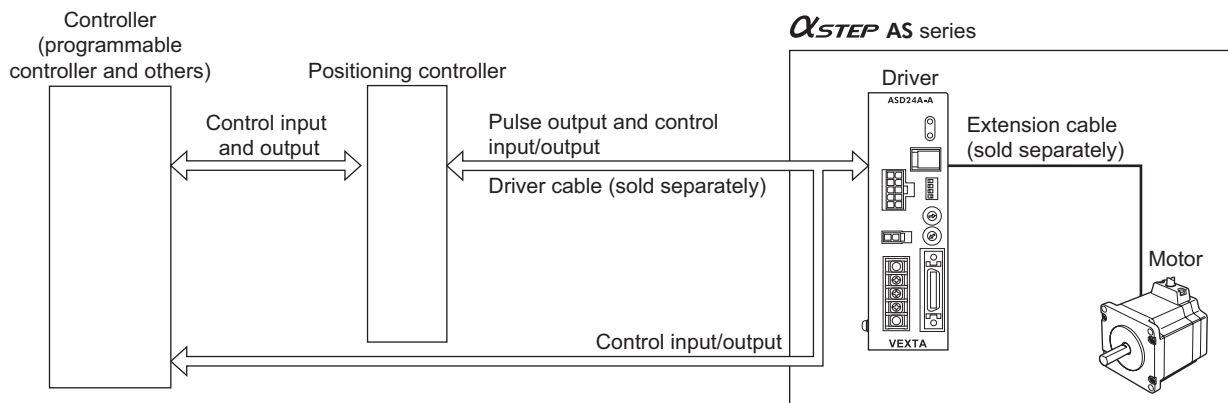 Controller
(programmable
controller and others)
Positioning controller
αSTEP AS series
Driver
ASD24A-A
Control input
and output
Pulse output and control
input/output
Driver cable (sold separately)
Extension cable
(sold separately)
Motor
Control input/output
VEXTA